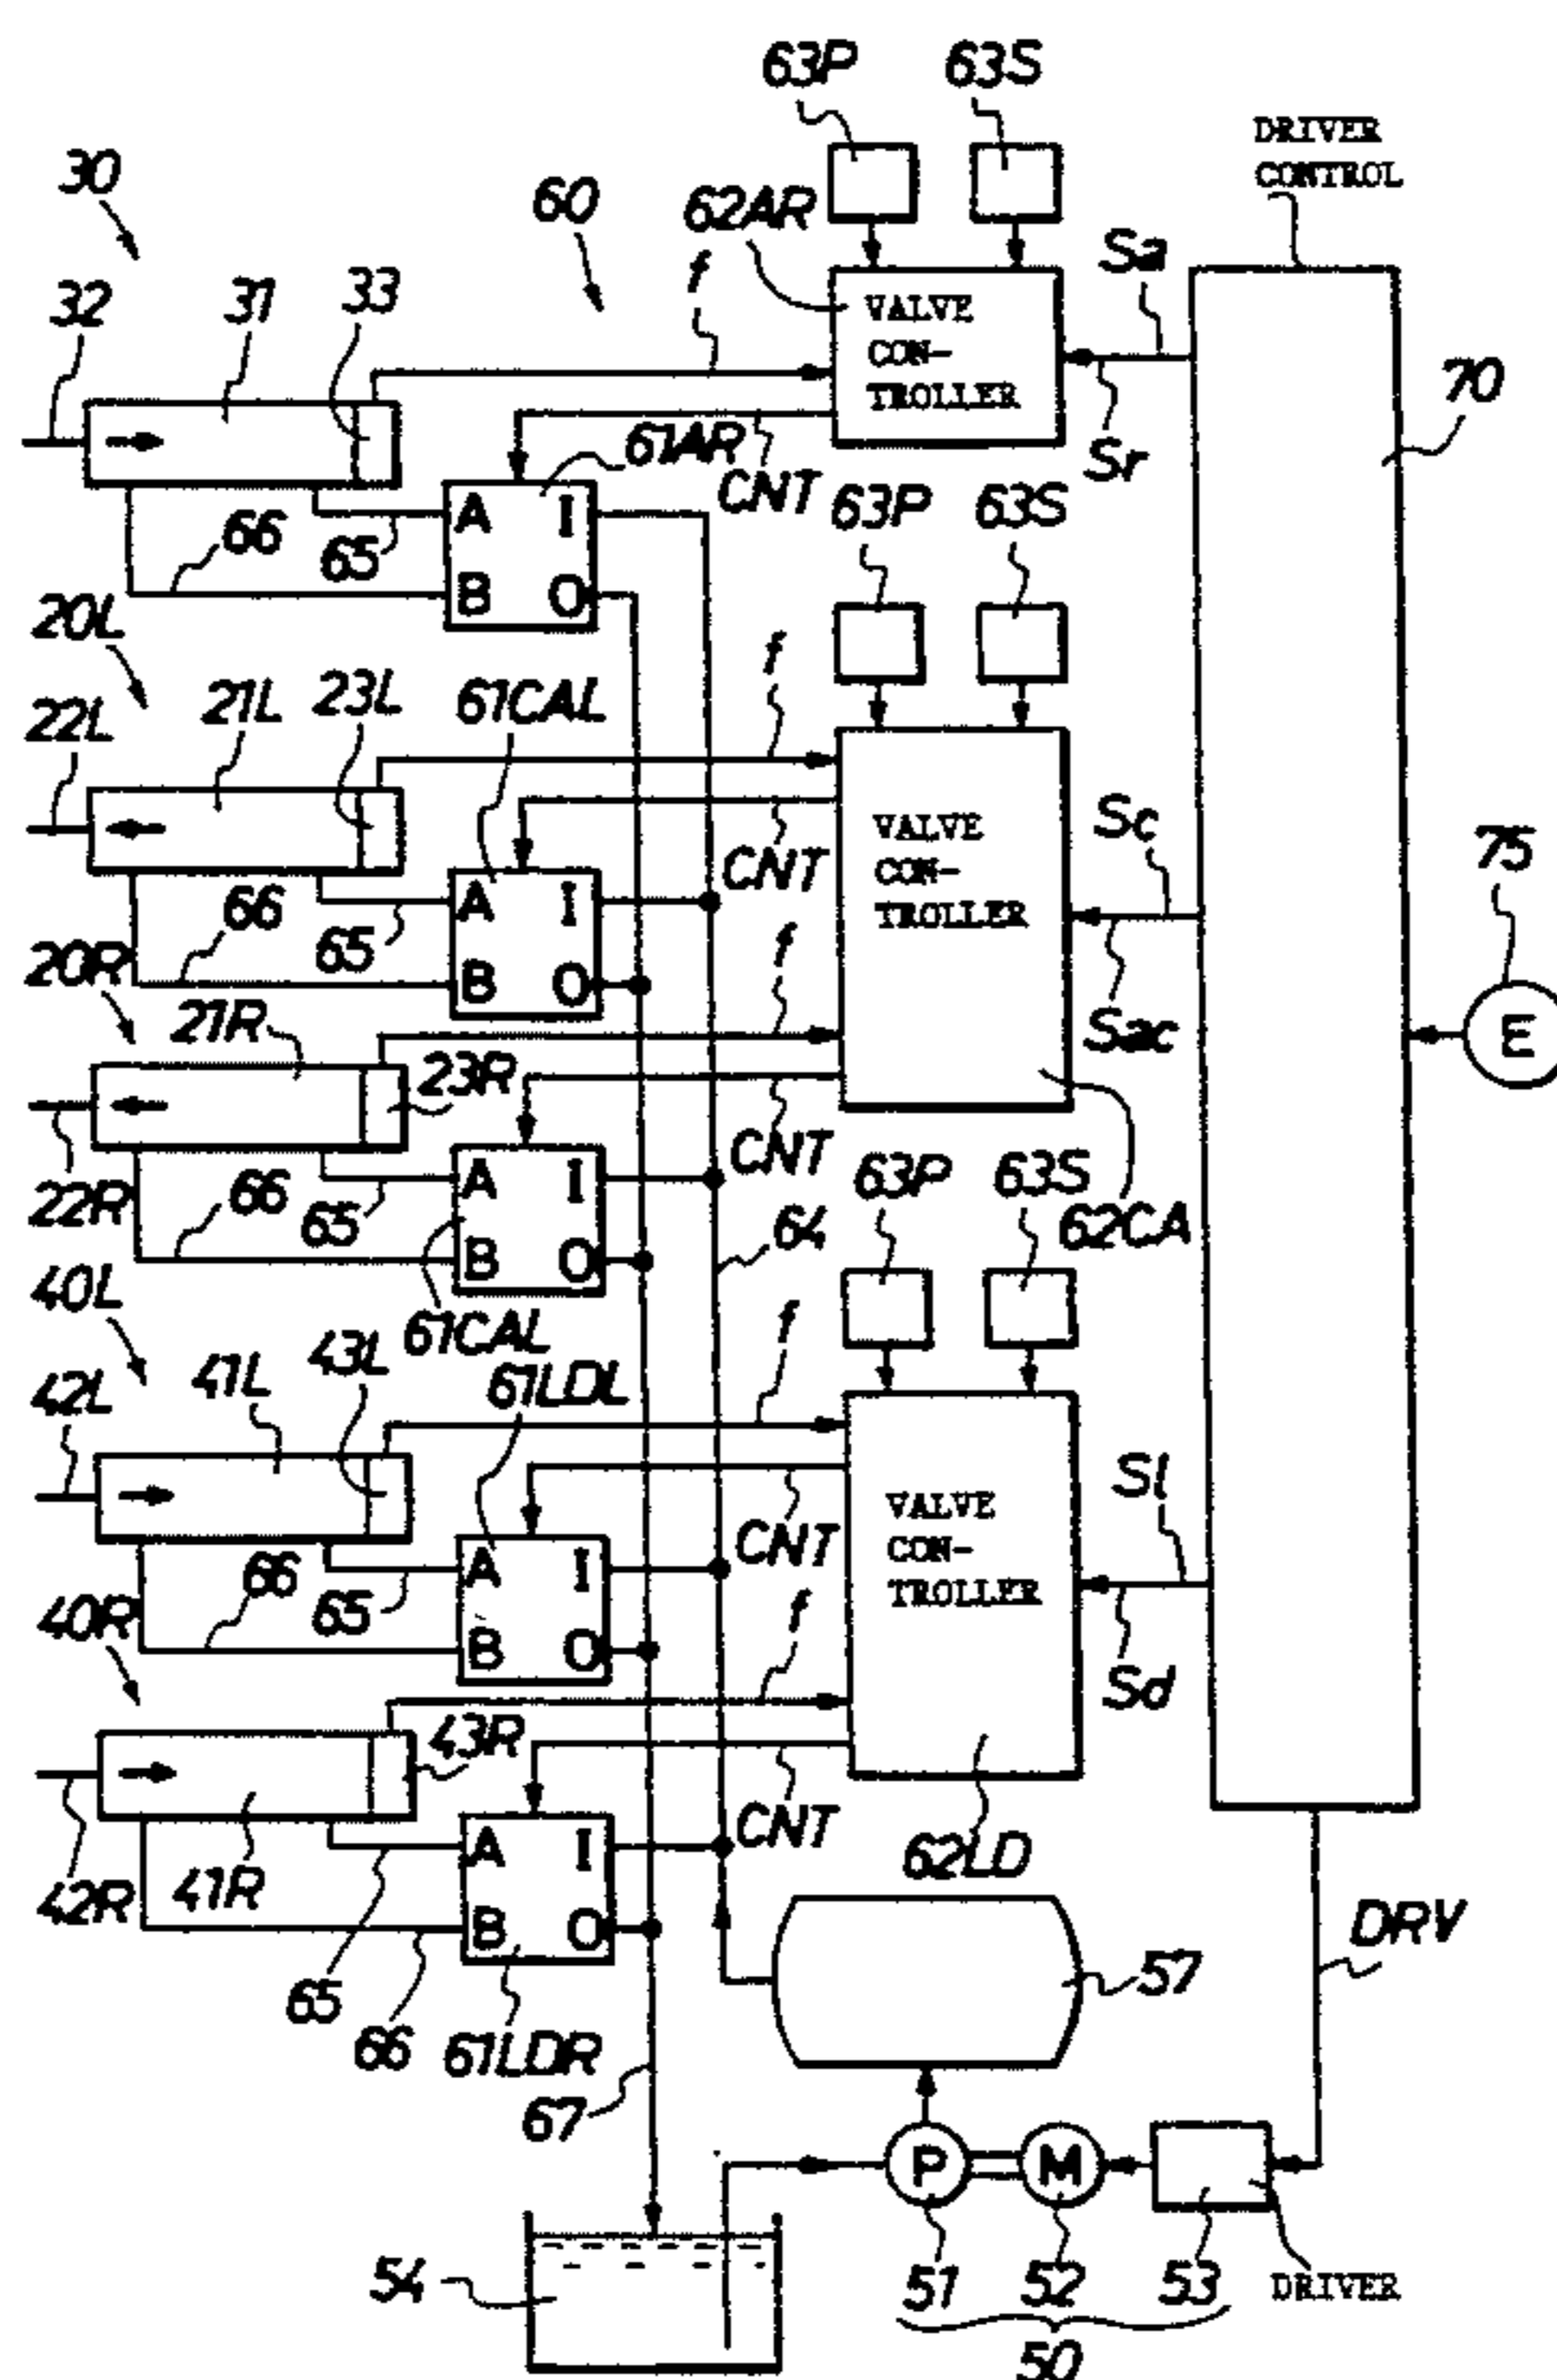 63P 63S
DRIVER
CONTROL
30
60
62AR
f
Sa
32 31 33
VALVE
CON-
TROLLER
70
61AR
Sr
CNT
A I
63P 63S
66 65
B O
20L
f
22L 21L 23L 61CAL
Sc
VALVE
CON-
TROLLER
75
CNT
66 65
A I
f
20R
B O
Sac
E
21R
23R
CNT
63P 63S
22R 66 65
A I
64
62CA
B O
40L
f
61CAL
42L 41L 43L 61LDL
Sl
VALVE
CON-
TROLLER
CNT
A I
66 65
f
40R
B O
Sd
43R
CNT
62LD
A I
42R 41R
DRV
B O
57
65
66 61LDR
67
P M
54
51 52 53 DRIVER
50